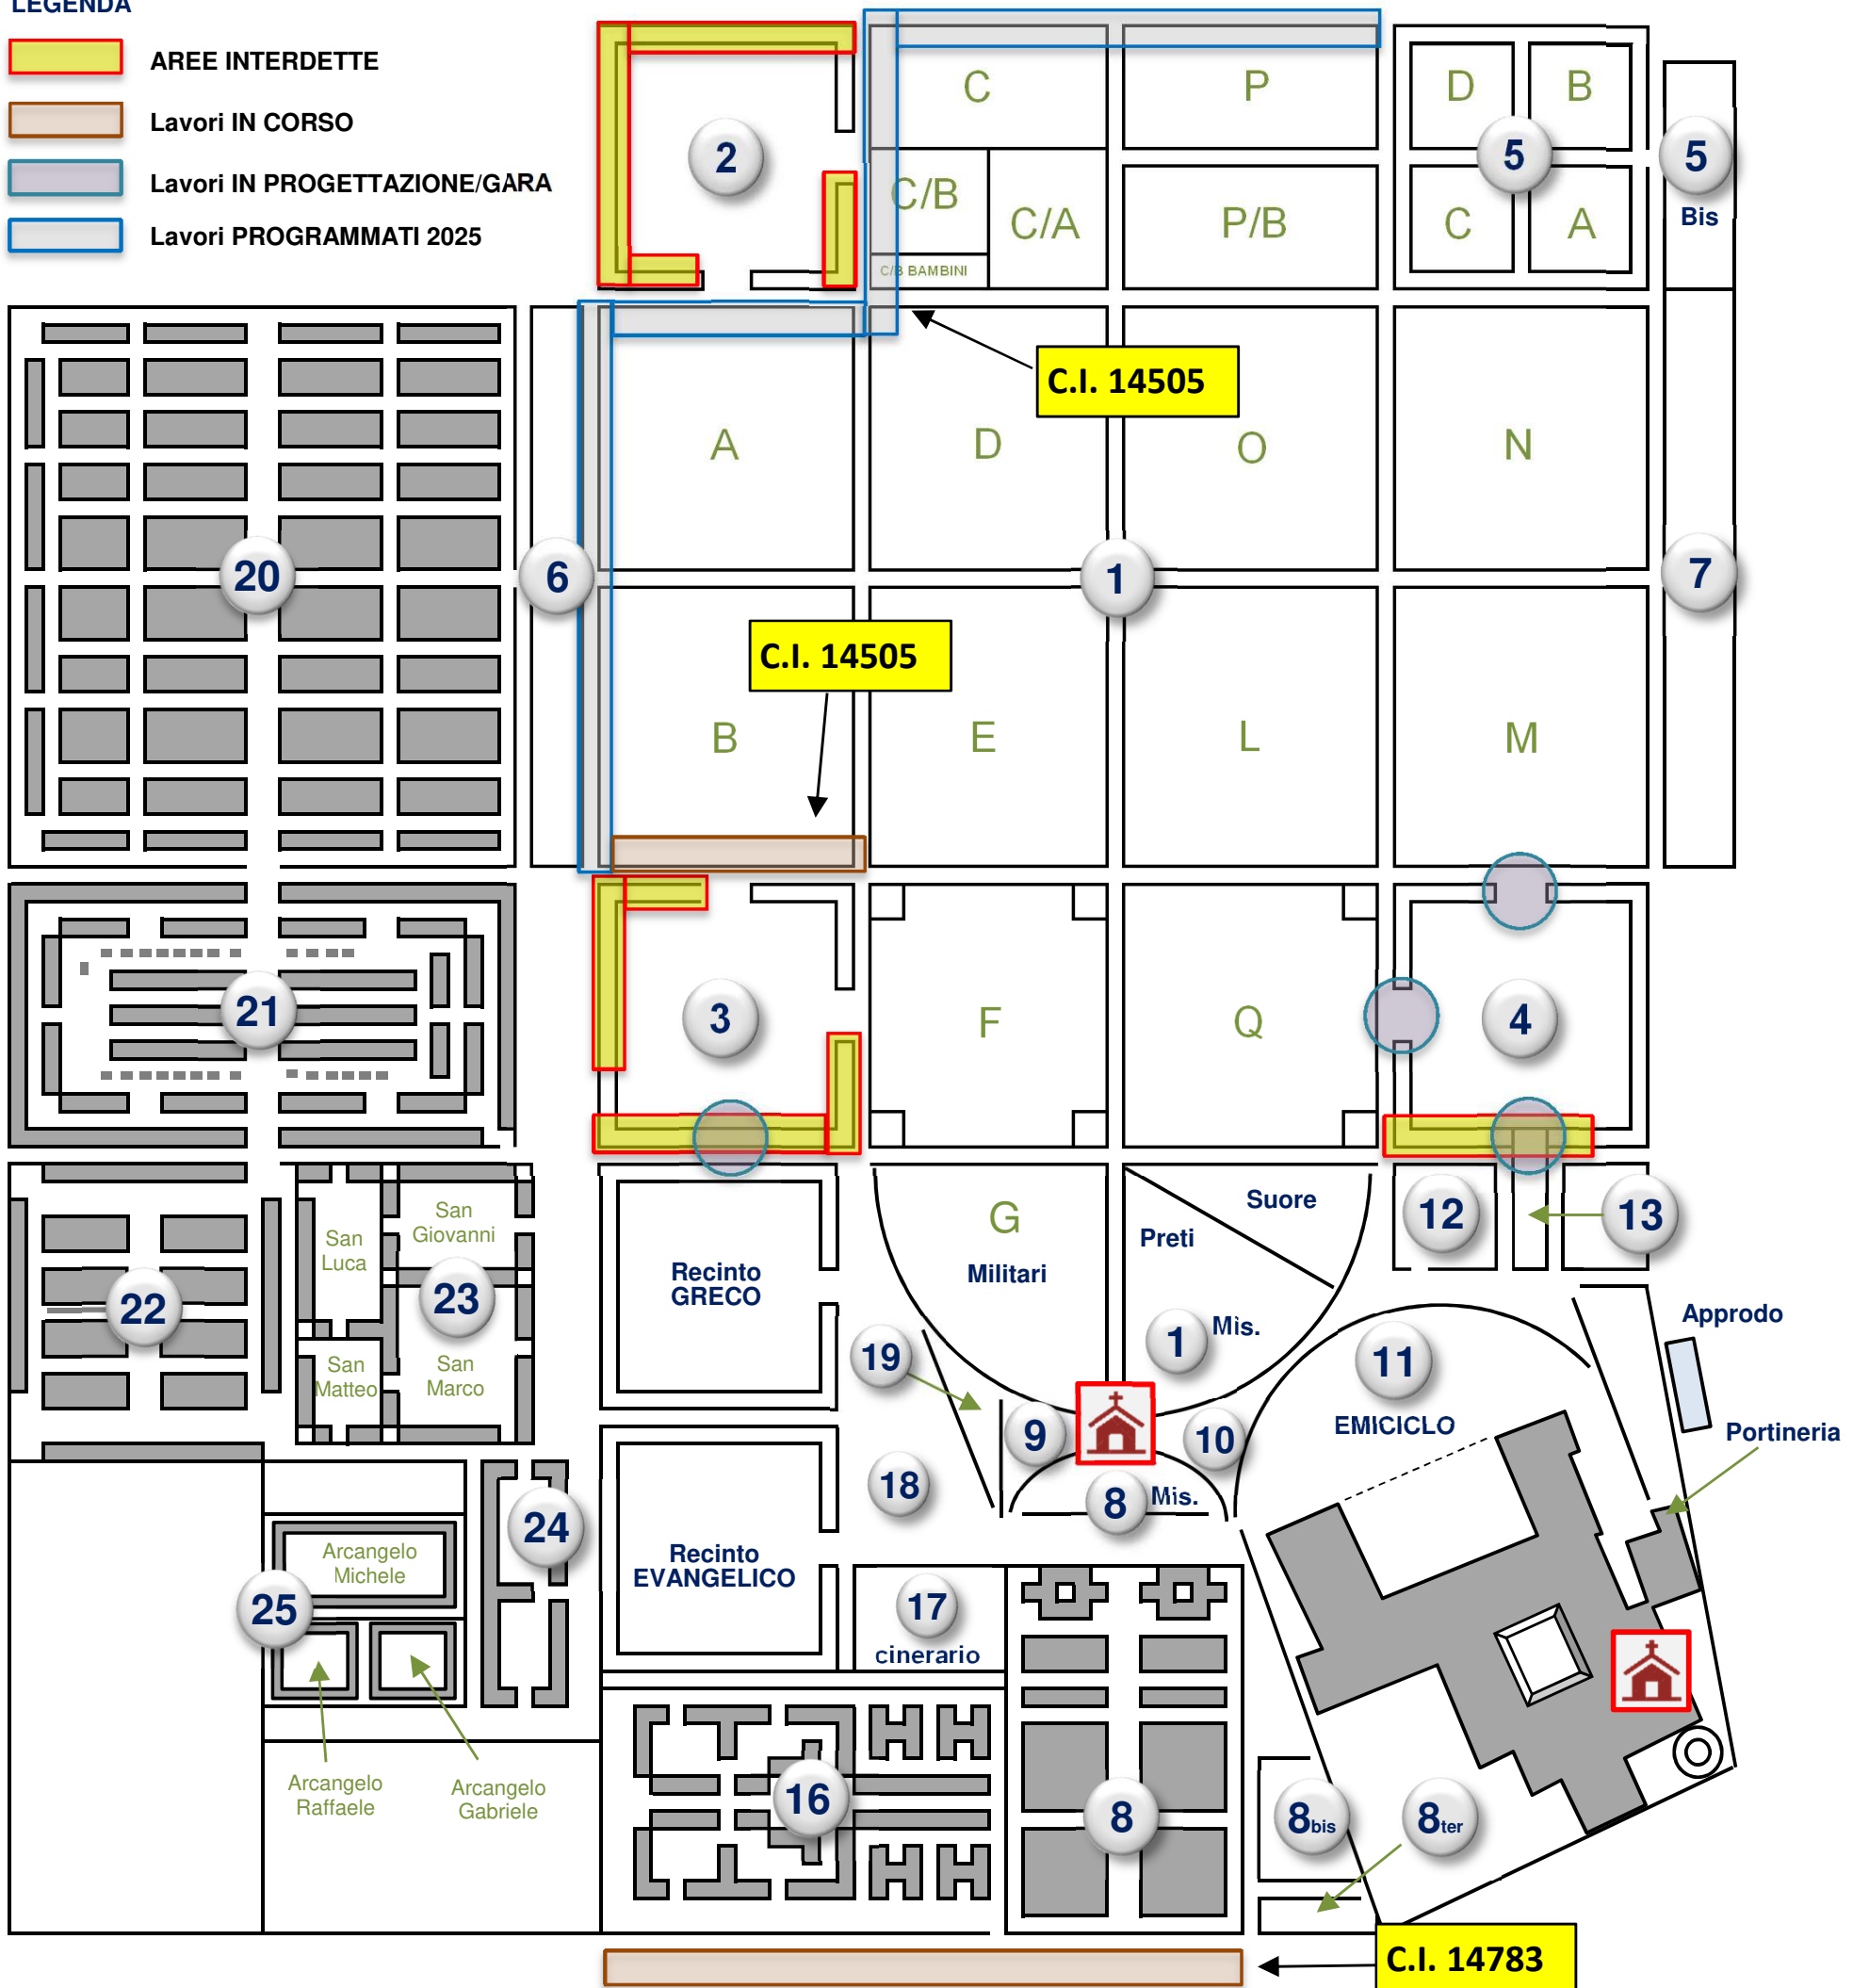 LEGENDA
AREE INTERDETTE
Lavori IN CORSO
Lavori IN PROGETTAZIONE/GARA
Lavori PROGRAMMATI 2025
2
C
P
D
B
5
5
Bis
C/B
C/A
P/B
C
A
C/B BAMBINI
C.I. 14505
A
D
O
N
20
6
1
7
C.I. 14505
B
E
L
M
21
3
F
Q
4
G
Militari
Suore
Preti
1 Mis.
12
13
San
Luca
San
Giovanni
22
23
San
Matteo
San
Marco
Recinto
GRECO
19
9
10
11
EMICICLO
Approdo
Portineria
18
8 Mis.
24
Arcangelo
Michele
25
Recinto
EVANGELICO
17
cinerario
Arcangelo
Raffaele
Arcangelo
Gabriele
16
8
8bis
8ter
C.I. 14783